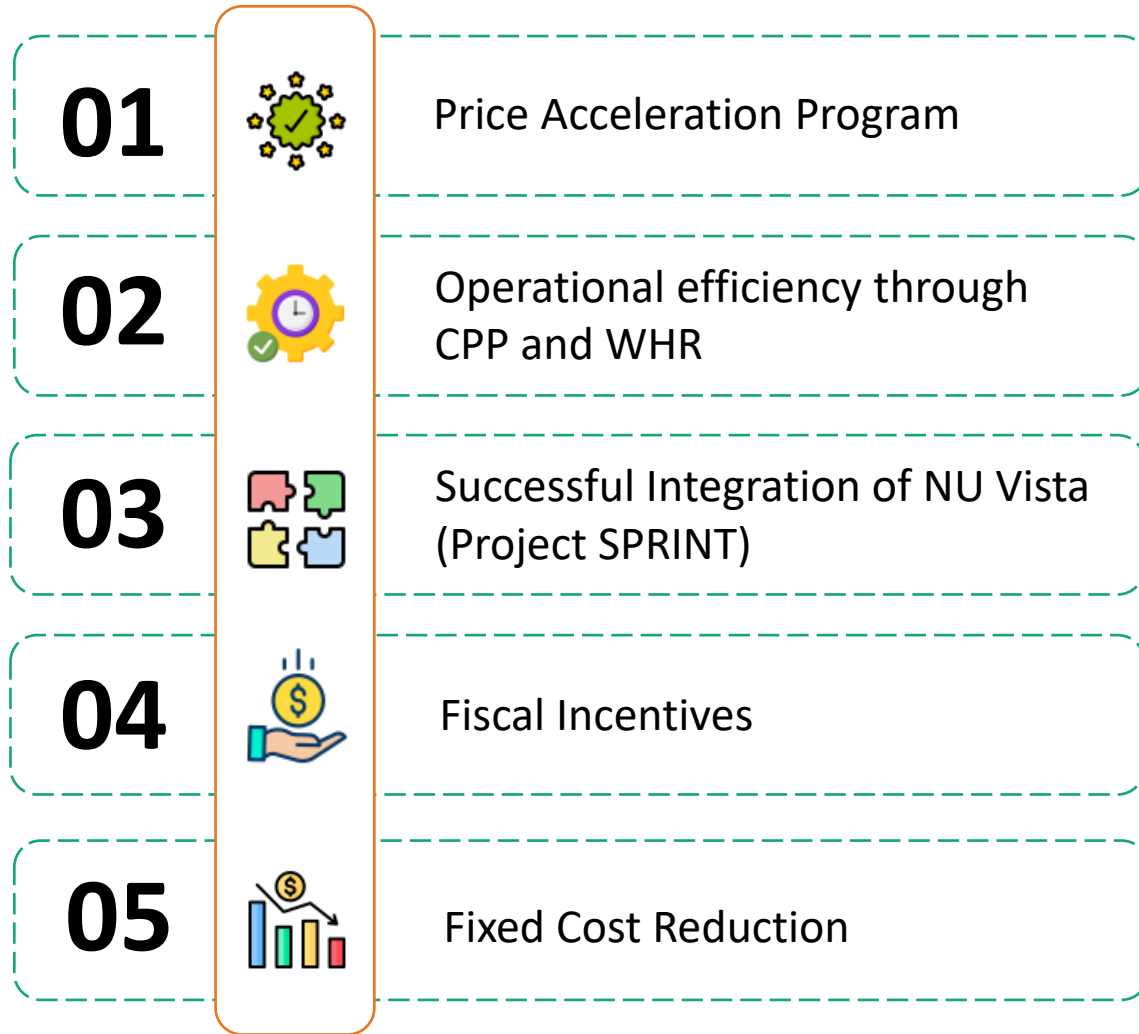 01
Price Acceleration Program
02
Operational efficiency through
CPP and WHR
03
Successful Integration of NU Vista
(Project SPRINT)
04
$
Fiscal Incentives
05
$
Fixed Cost Reduction